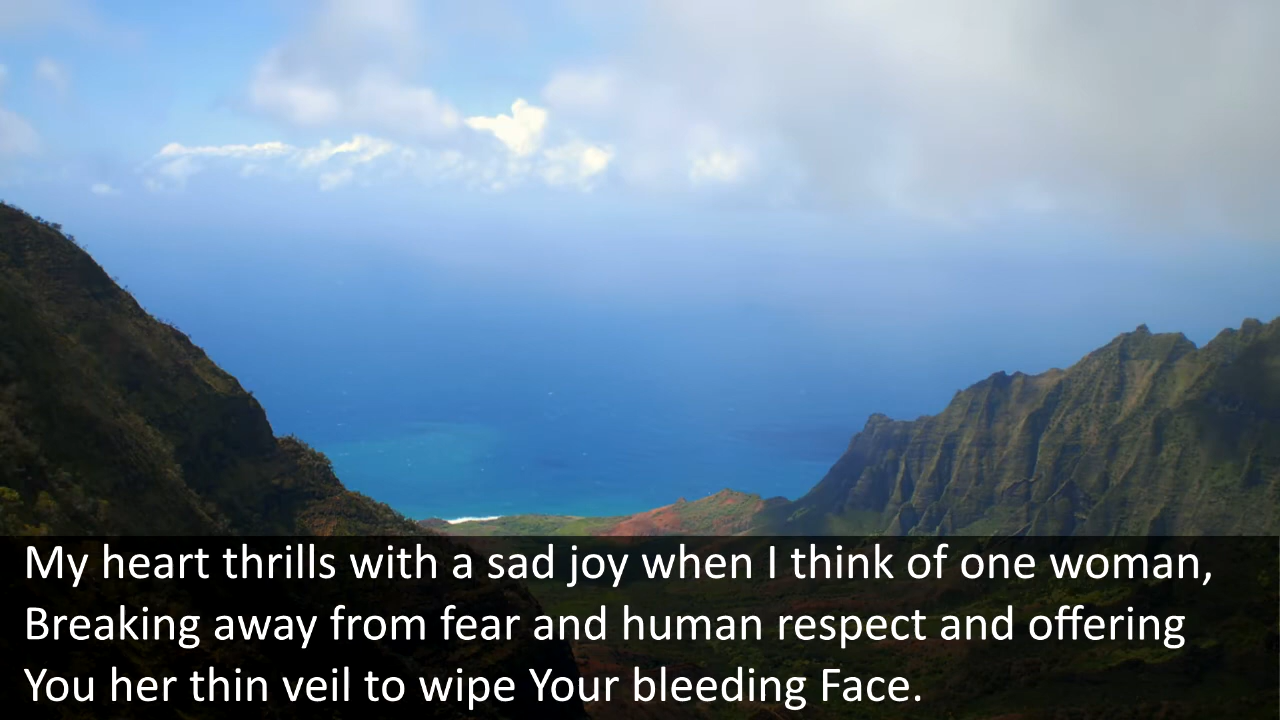 My heart thrills with a sad joy when I think of one woman,
Breaking away from fear and human respect and offering
You her thin veil to wipe Your bleeding Face.